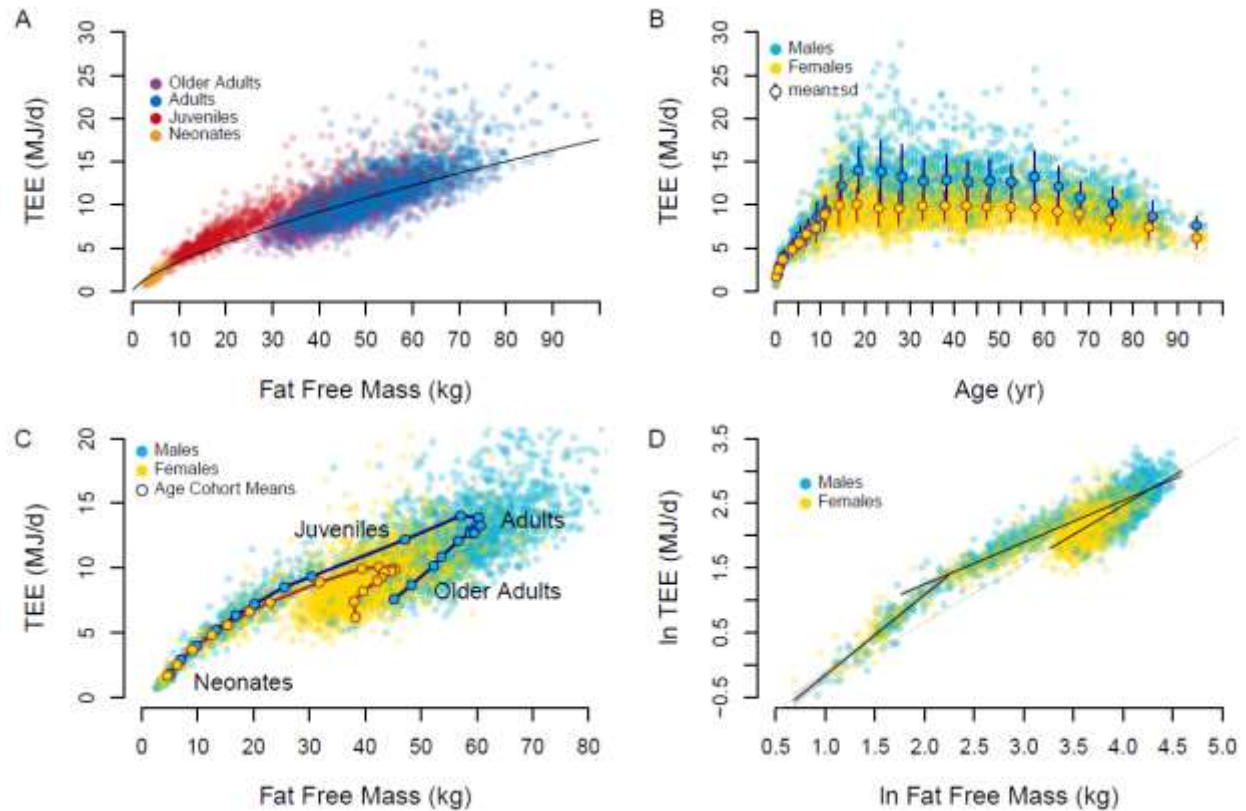 A
TEE (MJ/d)
30
25
20
15
10
5
0
Older Adults
Adults
Juveniles
Neonates
0 10 20 30 40 50 60 70 80 90
Fat Free Mass (kg)
B
TEE (MJ/d)
30
25
20
15
10
5
0
Males
Females
mean±sd
0 10 20 30 40 50 60 70 80 90
Age (yr)
C
TEE (MJ/d)
20
15
10
5
0
Males
Females
Age Cohort Means
Juveniles
Adults
Older Adults
Neonates
0 10 20 30 40 50 60 70 80
Fat Free Mass (kg)
D
ln TEE (MJ/d)
3.5
2.5
1.5
0.5
−0.5
Males
Females
0.5 1.0 1.5 2.0 2.5 3.0 3.5 4.0 4.5 5.0
ln Fat Free Mass (kg)